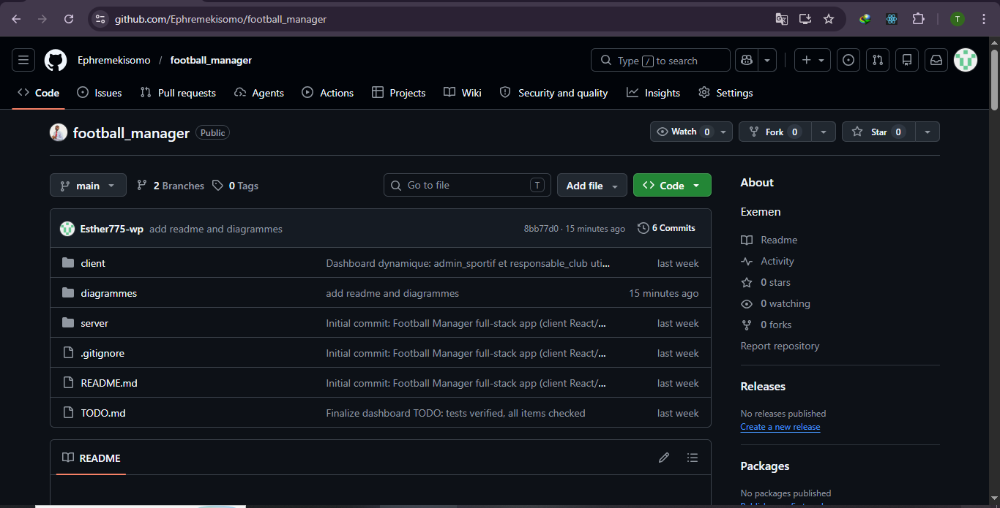 github.com/Ephremekisomo/football_manager
T
Ephremekisomo / football_manager
Type / to search
Code Issues Pull requests Agents Actions Projects Wiki Security and quality Insights Settings
football_manager Public
Watch 0 Fork 0 Star 0
main 2 Branches 0 Tags Go to file T Add file Code
Esther775-wp add readme and diagrammes 8bb77d0 · 15 minutes ago 6 Commits
client Dashboard dynamique: admin_sportif et responsable_club uti... last week
diagrammes add readme and diagrammes 15 minutes ago
server Initial commit: Football Manager full-stack app (client React/... last week
.gitignore Initial commit: Football Manager full-stack app (client React/... last week
README.md Initial commit: Football Manager full-stack app (client React/... last week
TODO.md Finalize dashboard TODO: tests verified, all items checked last week
README
About
Exemen
Readme
Activity
0 stars
0 watching
0 forks
Report repository
Releases
No releases published
Create a new release
Packages
No packages published